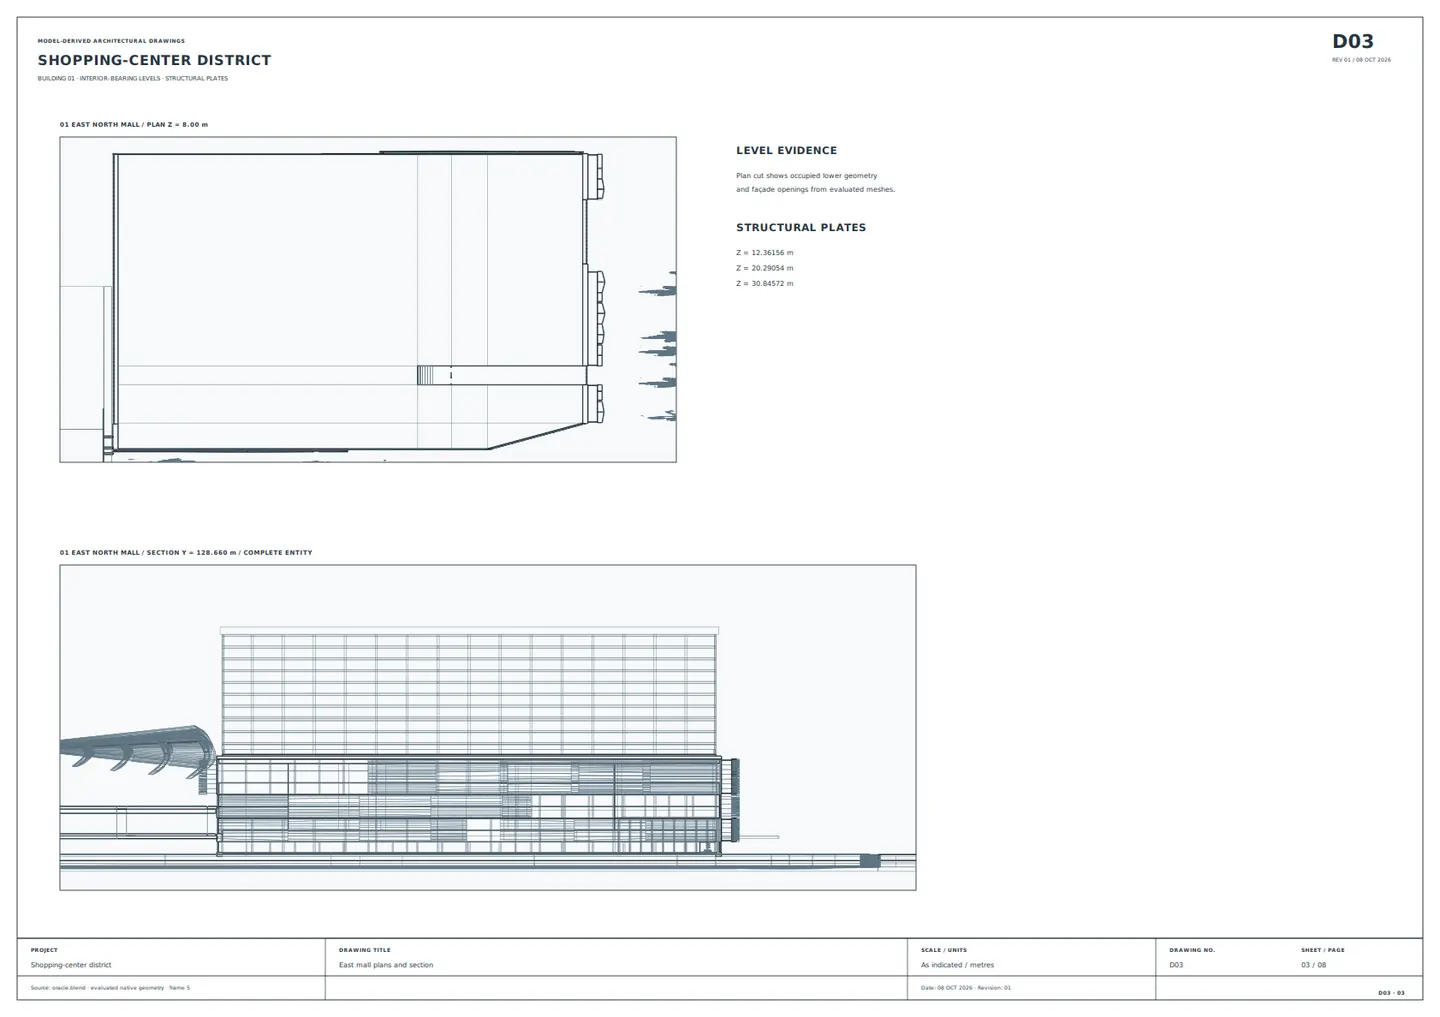 MODEL-DERIVED ARCHITECTURAL DRAWINGS
SHOPPING-CENTER DISTRICT
BUILDING 01 · INTERIOR-BEARING LEVELS · STRUCTURAL PLATES
D03
REV 01 / 08 OCT 2026
01 EAST NORTH MALL / PLAN Z = 8.00 m
LEVEL EVIDENCE
Plan cut shows occupied lower geometry
and façade openings from evaluated meshes.
STRUCTURAL PLATES
Z = 12.36156 m
Z = 20.29054 m
Z = 30.84572 m
01 EAST NORTH MALL / SECTION Y = 128.660 m / COMPLETE ENTITY
PROJECT
Shopping-center district
DRAWING TITLE
East mall plans and section
SCALE / UNITS
As indicated / metres
DRAWING NO.
D03
SHEET / PAGE
03 / 08
Source: oracle.blend · evaluated native geometry · frame 5
Date: 08 OCT 2026 · Revision: 01
D03 - 03